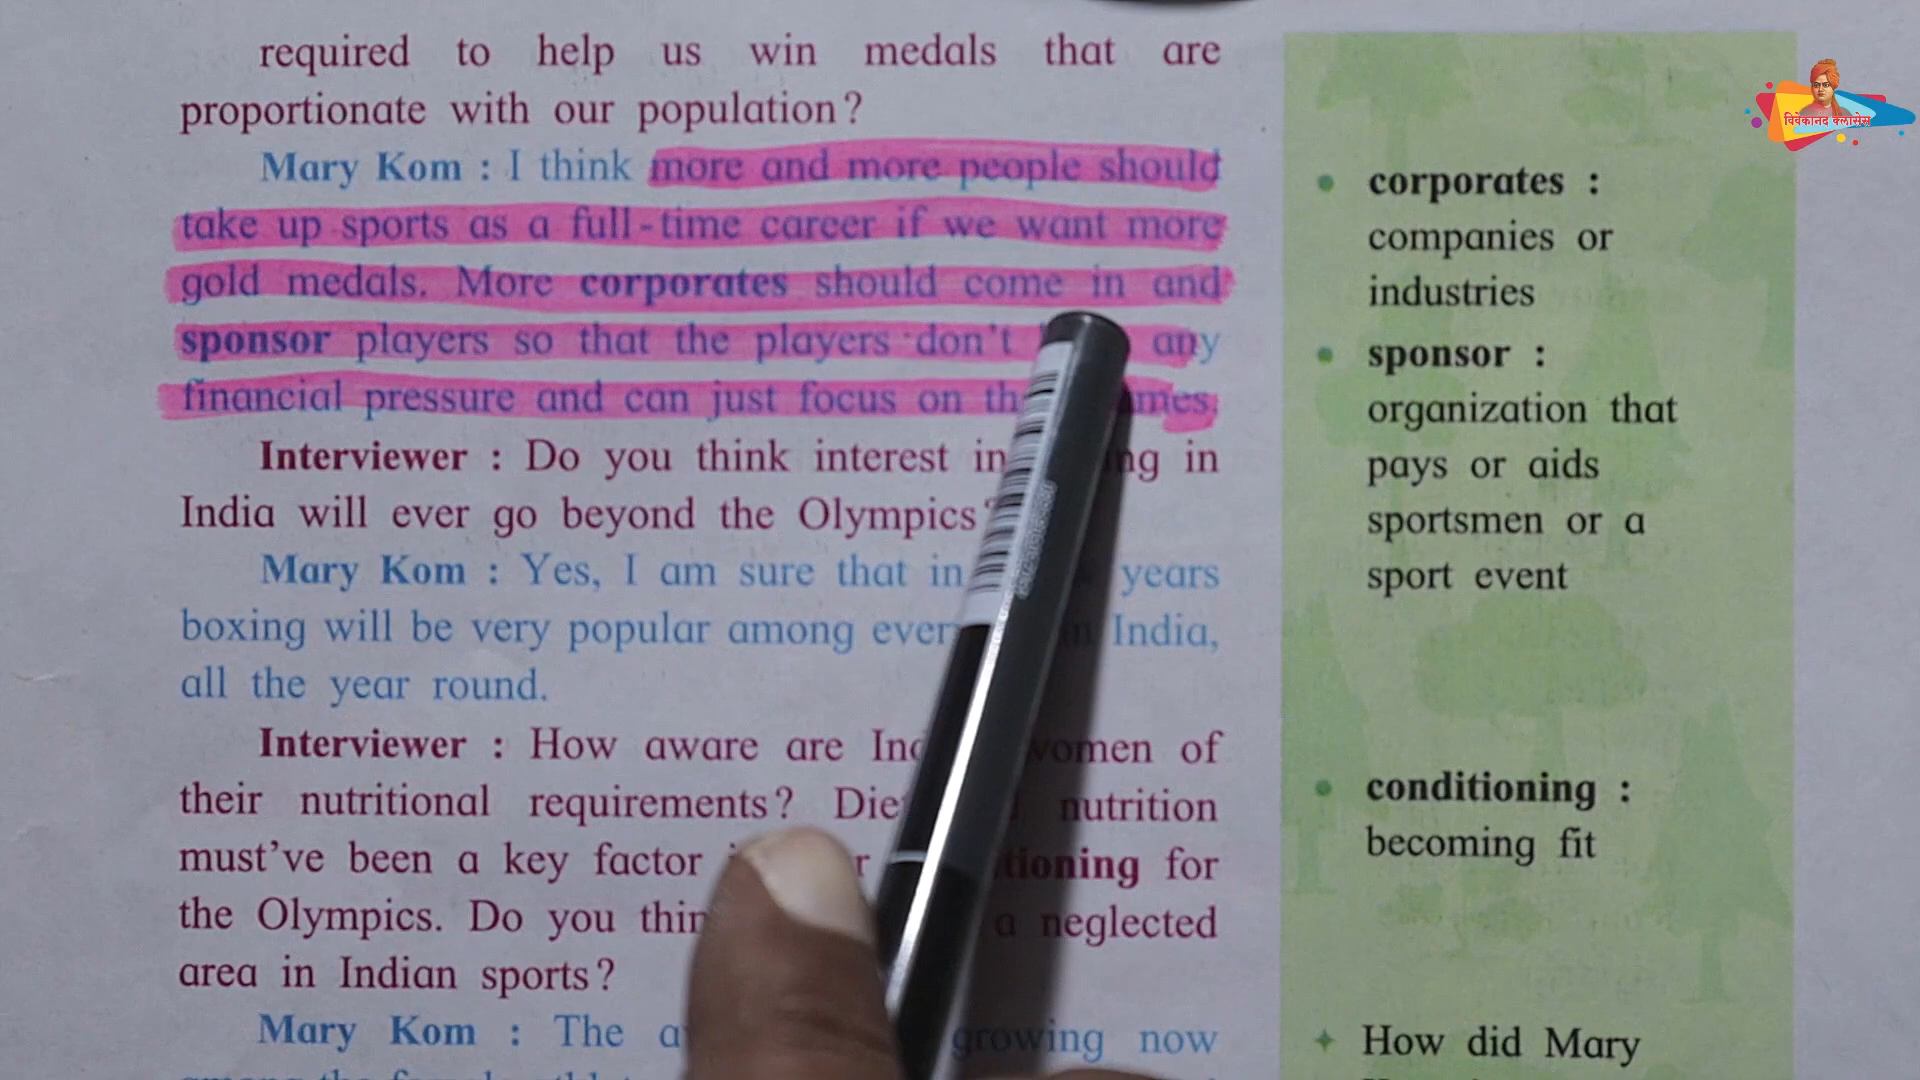 required to help us win medals that are
proportionate with our population?
Mary Kom : I think more and more people should
take up sports as a full-time career if we want more
gold medals. More corporates should come in and
sponsor players so that the players don't any
financial pressure and can just focus on
Interviewer : Do you think interest in in
India will ever go beyond the Olympics?
Mary Kom : Yes, I am sure that in years
boxing will be very popular among India,
all the year round.
Interviewer : How aware are women of
their nutritional requirements? nutrition
must've been a key factor for
the Olympics. Do you a neglected
area in Indian sports?
Mary Kom : The growing now
corporates :
companies or
industries
sponsor :
organization that
pays or aids
sportsmen or a
sport event
conditioning :
becoming fit
How did Mary
विवेकानंद क्लासेस